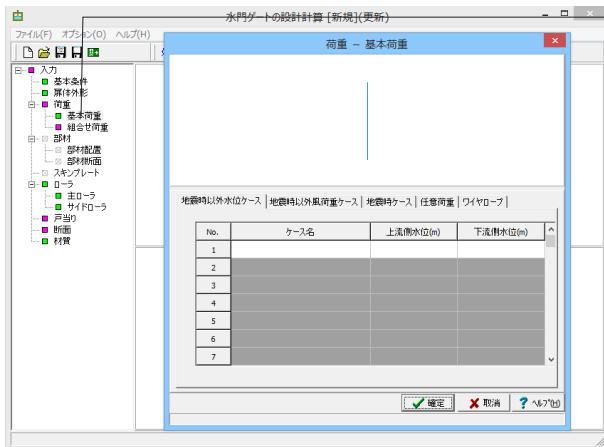 水門ゲートの設計計算 [新規](更新)
ファイル(F) オプション(O) ヘルプ(H)
入力
基本条件
扉体外形
荷重
基本荷重
組合せ荷重
部材
部材配置
部材断面
スキンプレート
ローラ
主ローラ
サイドローラ
戸当り
断面
材質
荷重 － 基本荷重
地震時以外水位ケース 地震時以外風荷重ケース 地震時ケース 任意荷重 ワイヤロープ
No. ケース名 上流側水位(m) 下流側水位(m)
1
2
3
4
5
6
7
確定 取消 ? ヘルプ(H)